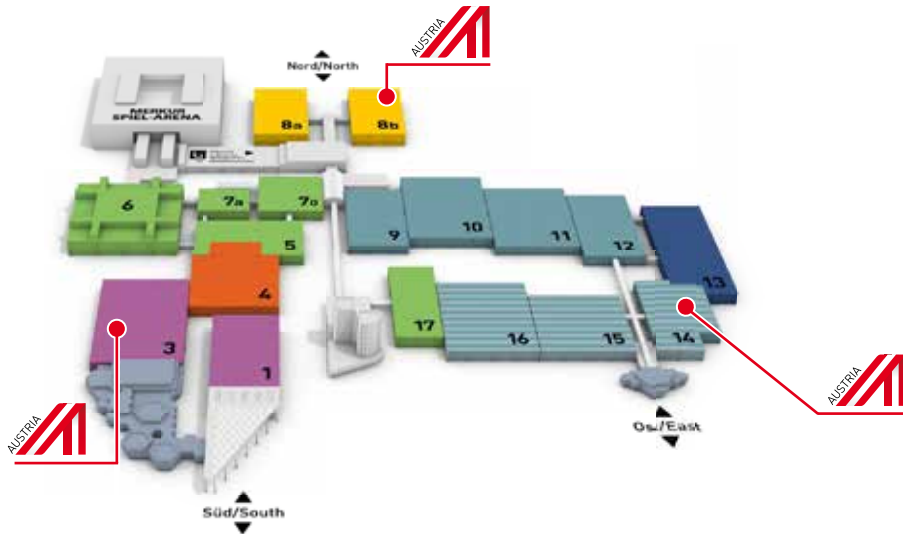 AUSTRIA
Nord/North
MERKUR
SPIEL-ARENA
8a
8b
6
7a
5
9
10
11
12
13
4
3
1
17
16
15
14
AUSTRIA
AUSTRIA
Ost/East
Süd/South